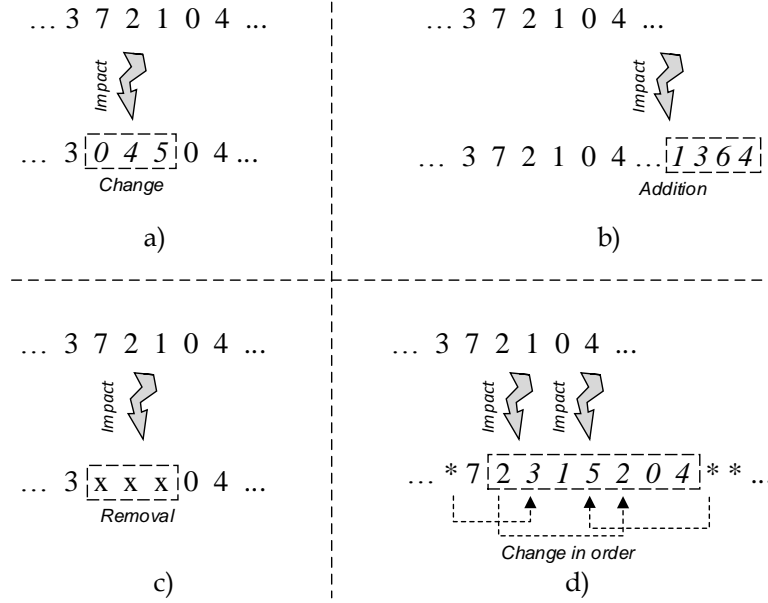 … 3 7 2 1 0 4 ...
Impact
… 3 0 4 5 0 4 ...
Change
a)
… 3 7 2 1 0 4 ...
Impact
… 3 7 2 1 0 4 … 1 3 6 4
Addition
b)
… 3 7 2 1 0 4 ...
Impact
… 3 x x x 0 4 ...
Removal
c)
… 3 7 2 1 0 4 ...
Impact
Impact
… * 7 2 3 1 5 2 0 4 * * ...
Change in order
d)